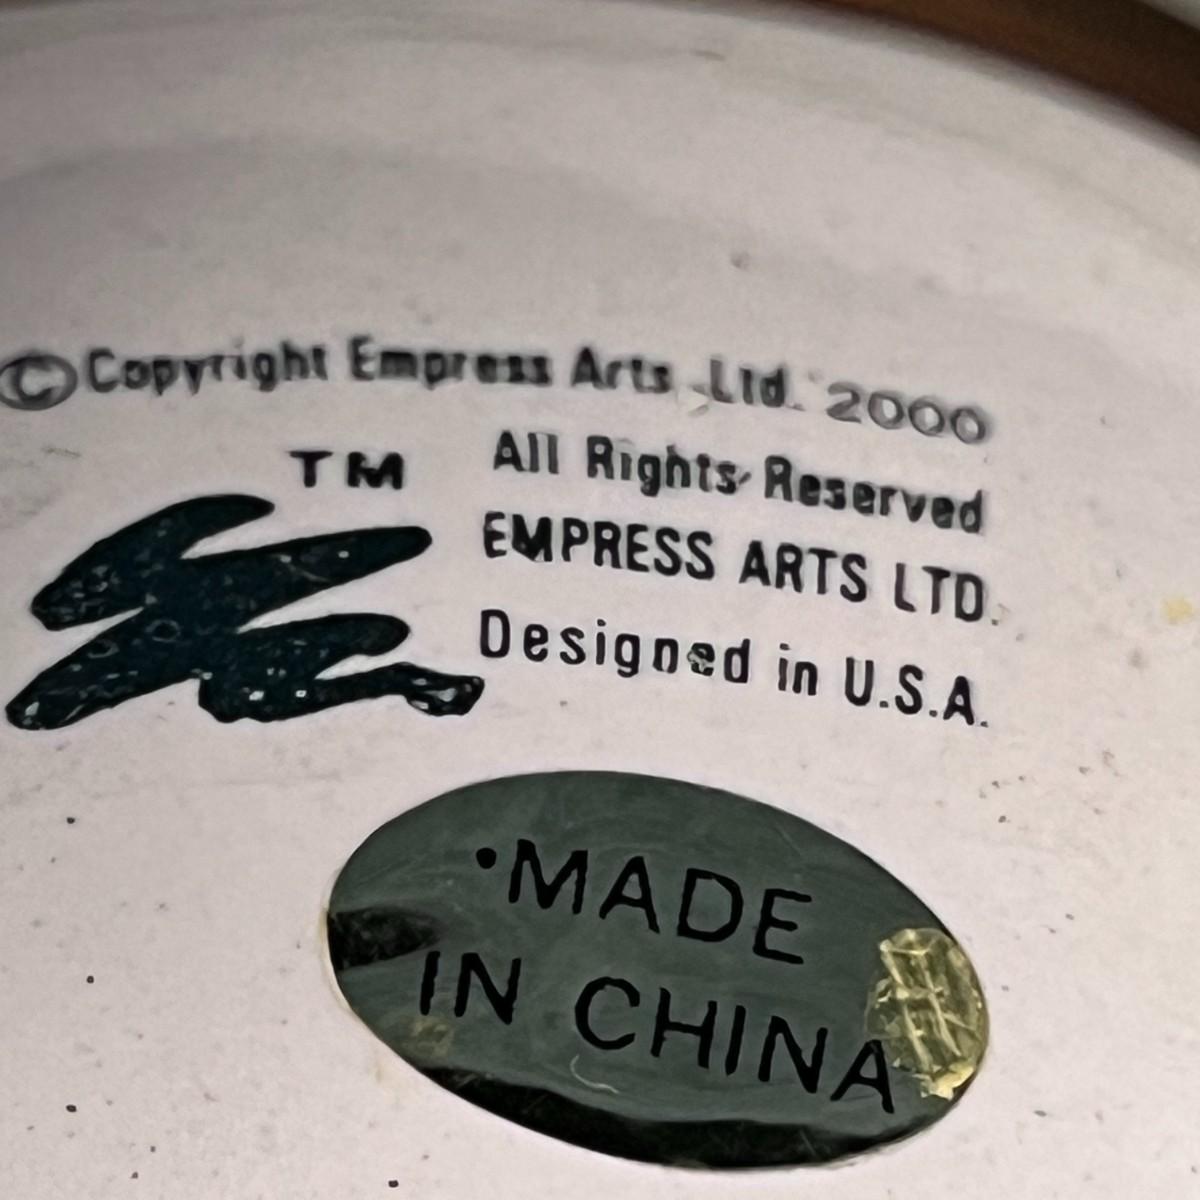 ©Copyright Empress Arts Ltd. 2000
TM
All Rights Reserved
EMPRESS ARTS LTD.
Designed in U.S.A.
·MADE
IN CHINA